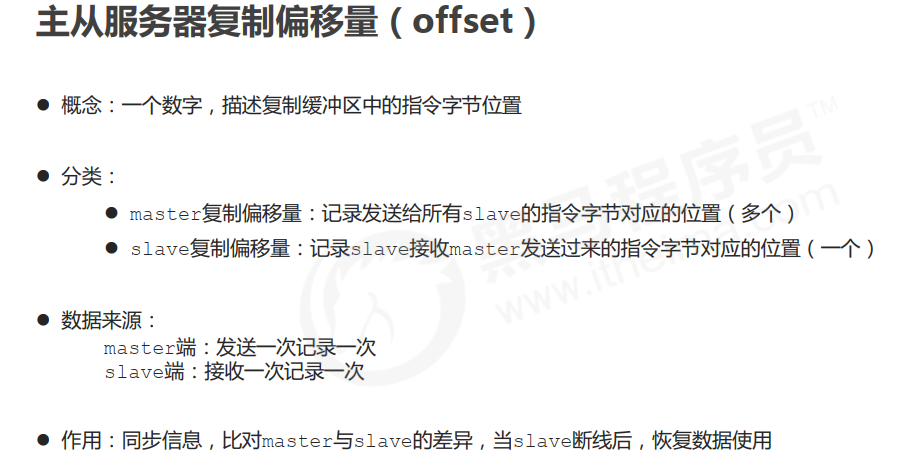 主从服务器复制偏移量（offset）
● 概念：一个数字，描述复制缓冲区中的指令字节位置
● 分类：
● master复制偏移量：记录发送给所有slave的指令字节对应的位置（多个）
● slave复制偏移量：记录slave接收master发送过来的指令字节对应的位置（一个）
● 数据来源：
master端：发送一次记录一次
slave端：接收一次记录一次
● 作用：同步信息，比对master与slave的差异，当slave断线后，恢复数据使用
黑马程序员™
www.itheima.com